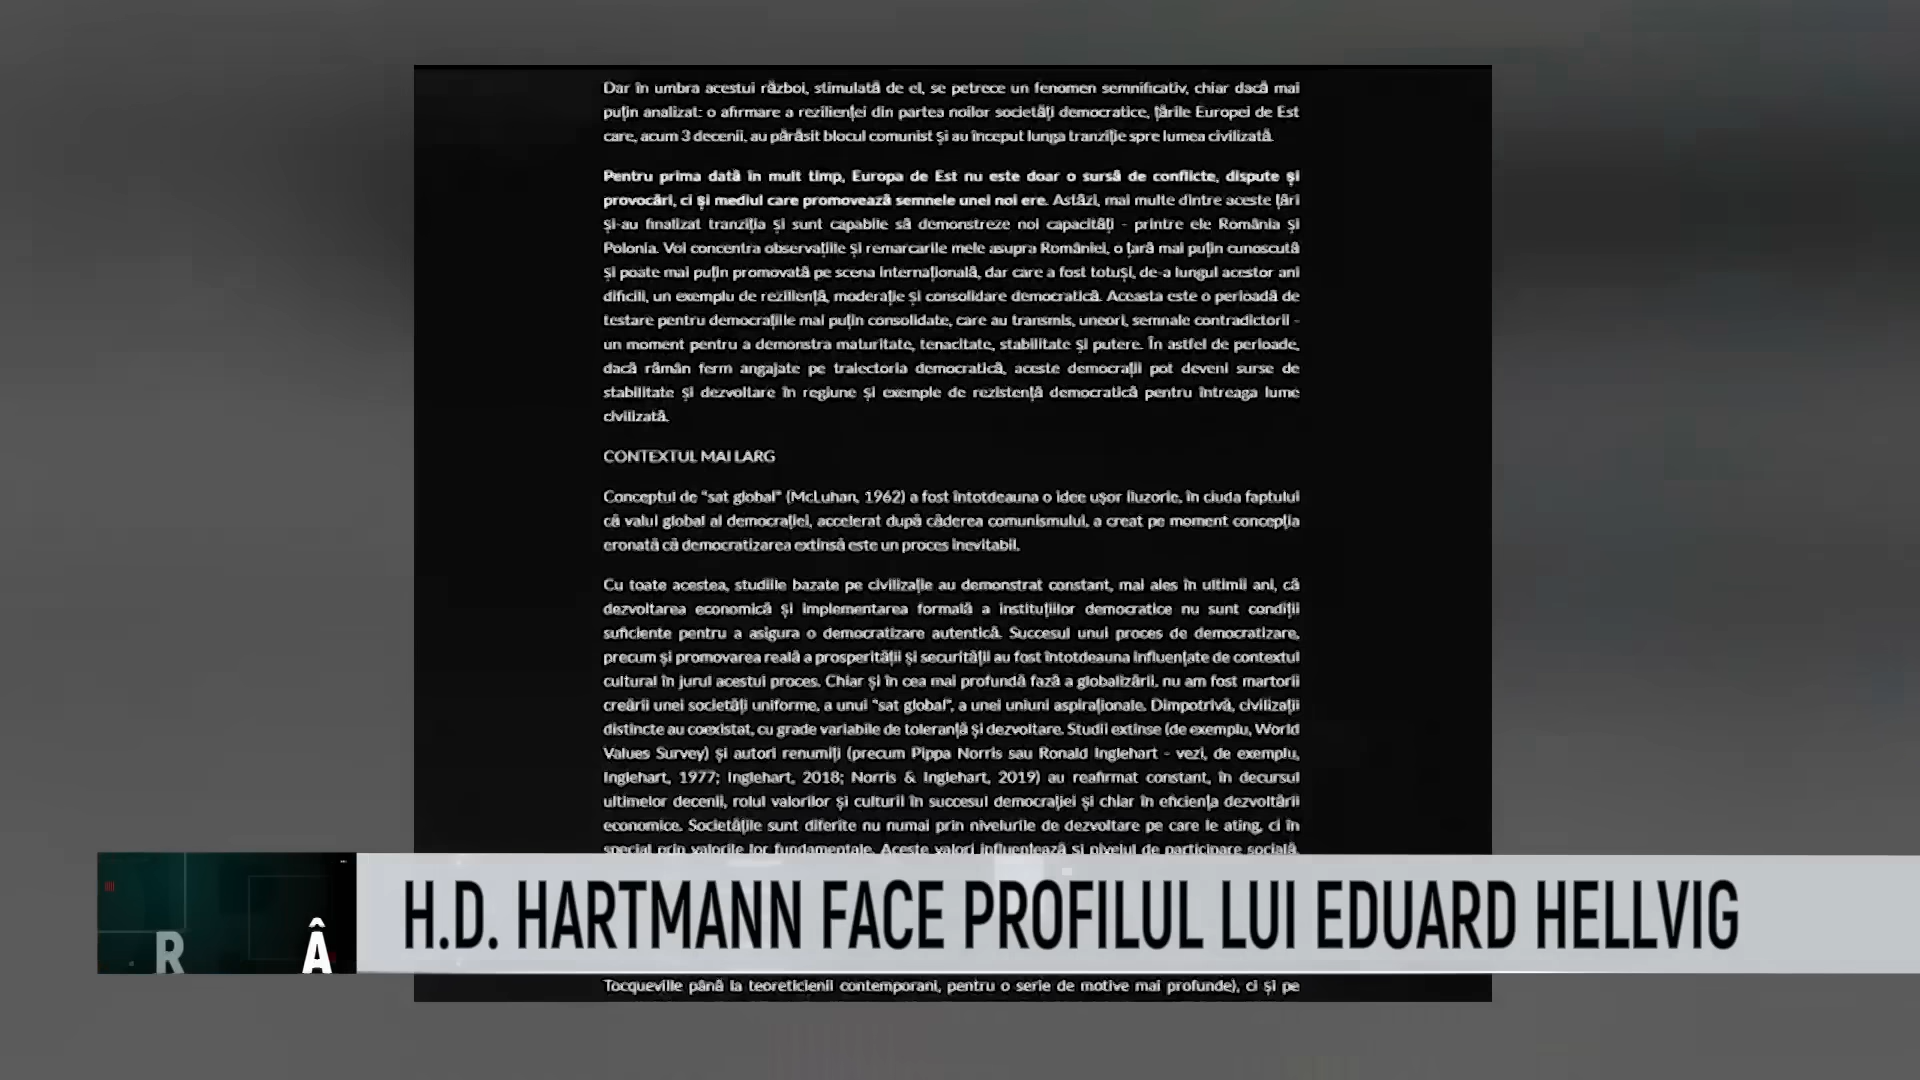 Dar în umbra acestui război, stimulată de el, se petrece un fenomen semnificativ, chiar dacă mai
puțin analizat: o afirmare a rezilienței din partea noilor societăți democratice, țările Europei de Est
care, acum 3 decenii, au părăsit blocul comunist și au început lunga tranziție spre lumea civilizată.
Pentru prima dată în mult timp, Europa de Est nu este doar o sursă de conflicte, dispute și
provocări, ci și mediul care promovează semnele unei noi ere. Astăzi, mai multe dintre aceste țări
și-au finalizat tranziția și sunt capabile să demonstreze noi capacități - printre ele România și
Polonia. Voi concentra observațiile și remarcarile mele asupra României, o țară mai puțin cunoscută
și poate mai puțin promovată pe scena internațională, dar care a fost totuși, de-a lungul acestor ani
dificili, un exemplu de reziliență, moderație și consolidare democratică. Aceasta este o perioadă de
testare pentru democrațiile mai puțin consolidate, care au transmis, uneori, semnale contradictorii -
un moment pentru a demonstra maturitate, tenacitate, stabilitate și putere. În astfel de perioade,
dacă rămân ferm angajate pe traiectoria democratică, aceste democrații pot deveni surse de
stabilitate și dezvoltare în regiune și exemple de rezistență democratică pentru întreaga lume
civilizată.
CONTEXTUL MAI LARG
Conceptul de "sat global" (McLuhan, 1962) a fost întotdeauna o idee ușor iluzorie, în ciuda faptului
că valul global al democrației, accelerat după căderea comunismului, a creat pe moment concepția
eronată că democratizarea extinsă este un proces inevitabil.
Cu toate acestea, studiile bazate pe civilizație au demonstrat constant, mai ales în ultimii ani, că
dezvoltarea economică și implementarea formală a instituțiilor democratice nu sunt condiții
suficiente pentru a asigura o democratizare autentică. Succesul unui proces de democratizare,
precum și promovarea reală a prosperității și securității au fost întotdeauna influențate de contextul
cultural în jurul acestui proces. Chiar și în cea mai profundă fază a globalizării, nu am fost martorii
creării unei societăți uniforme, a unui "sat global", a unei uniuni aspiraționale. Dimpotrivă, civilizații
distincte au coexistat, cu grade variabile de toleranță și dezvoltare. Studii extinse (de exemplu, World
Values Survey) și autori renumiți (precum Pippa Norris sau Ronald Inglehart - vezi, de exemplu,
Inglehart, 1977; Inglehart, 2018; Norris & Inglehart, 2019) au reafirmat constant, în decursul
ultimelor decenii, rolul valorilor și culturii în succesul democrației și chiar în eficiența dezvoltării
economice. Societățile sunt diferite nu numai prin nivelurile de dezvoltare pe care le ating, ci în
special prin valorile lor fundamentale. Aceste valori influențează și nivelul de participare socială,
R Â
H.D. HARTMANN FACE PROFILUL LUI EDUARD HELLVIG
Tocqueville până la teoreticienii contemporani, pentru o serie de motive mai profunde), ci și pe